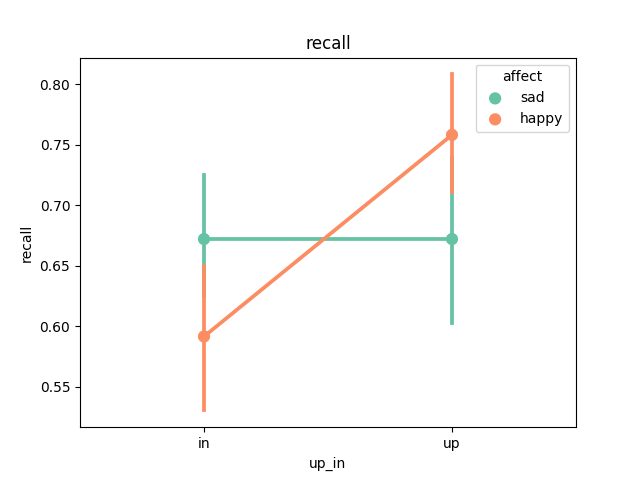 recall
affect
sad
happy
0.80
0.75
0.70
0.65
0.60
0.55
recall
in
up
up_in